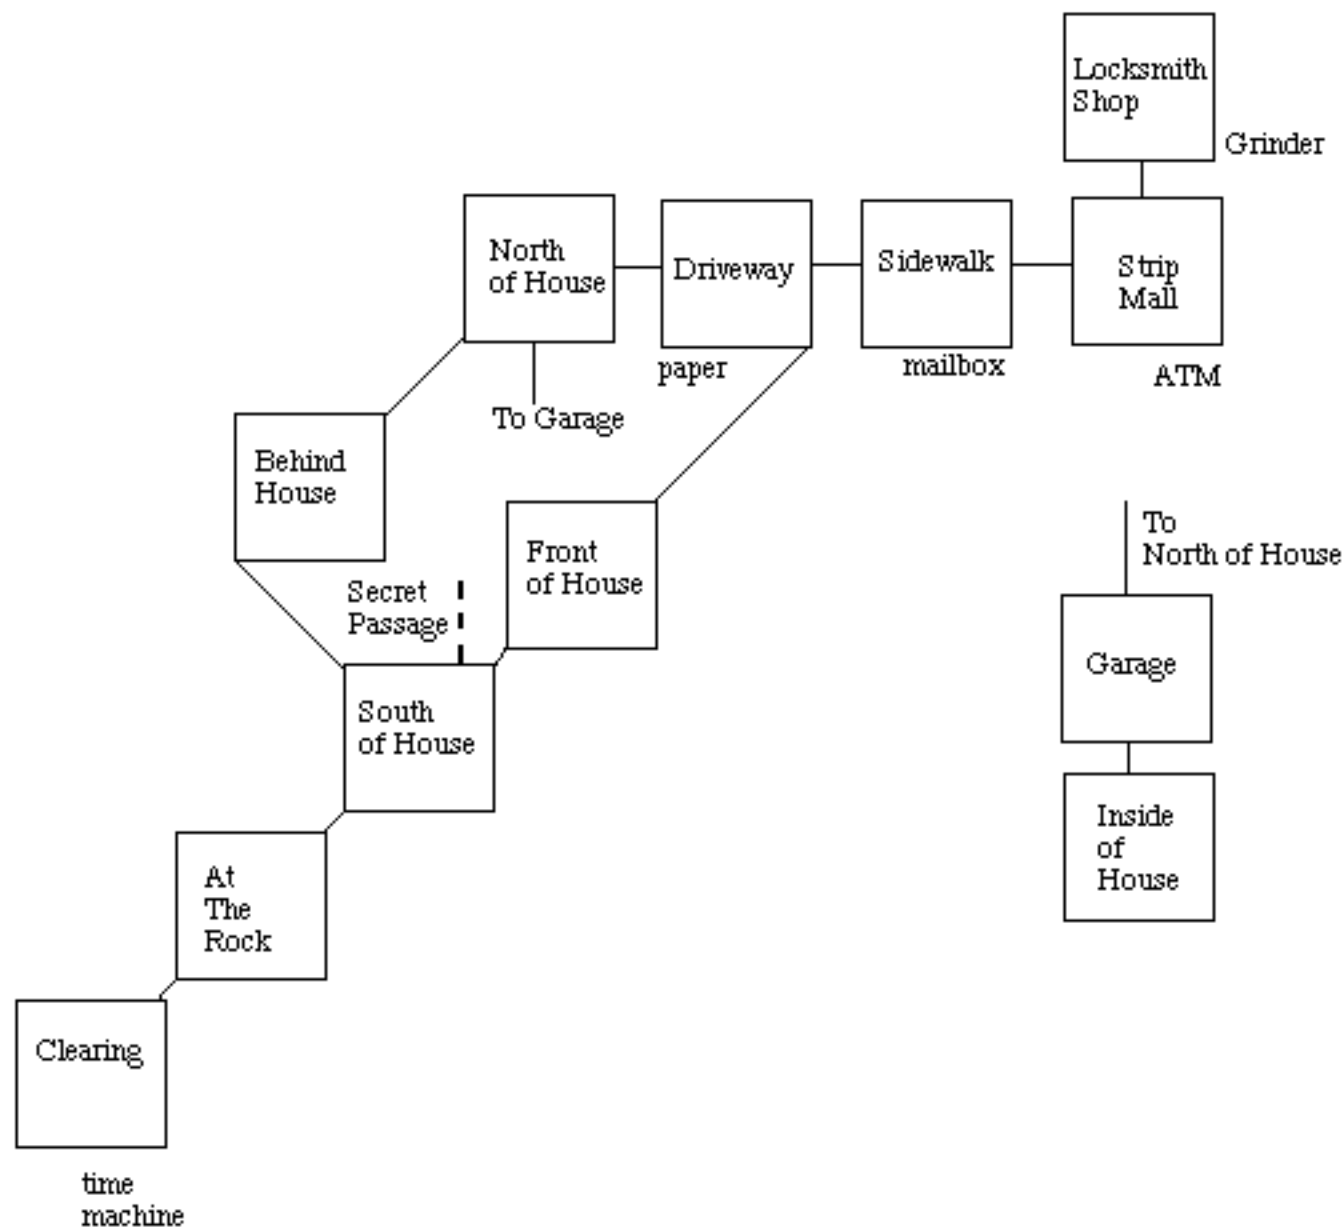 Locksmith
Shop
Grinder
North
of House
Driveway
Sidewalk
Strip
Mall
paper
mailbox
ATM
To Garage
Behind
House
Front
of House
To
North of House
Secret
Passage
Garage
South
of House
Inside
of
House
At
The
Rock
Clearing
time
machine